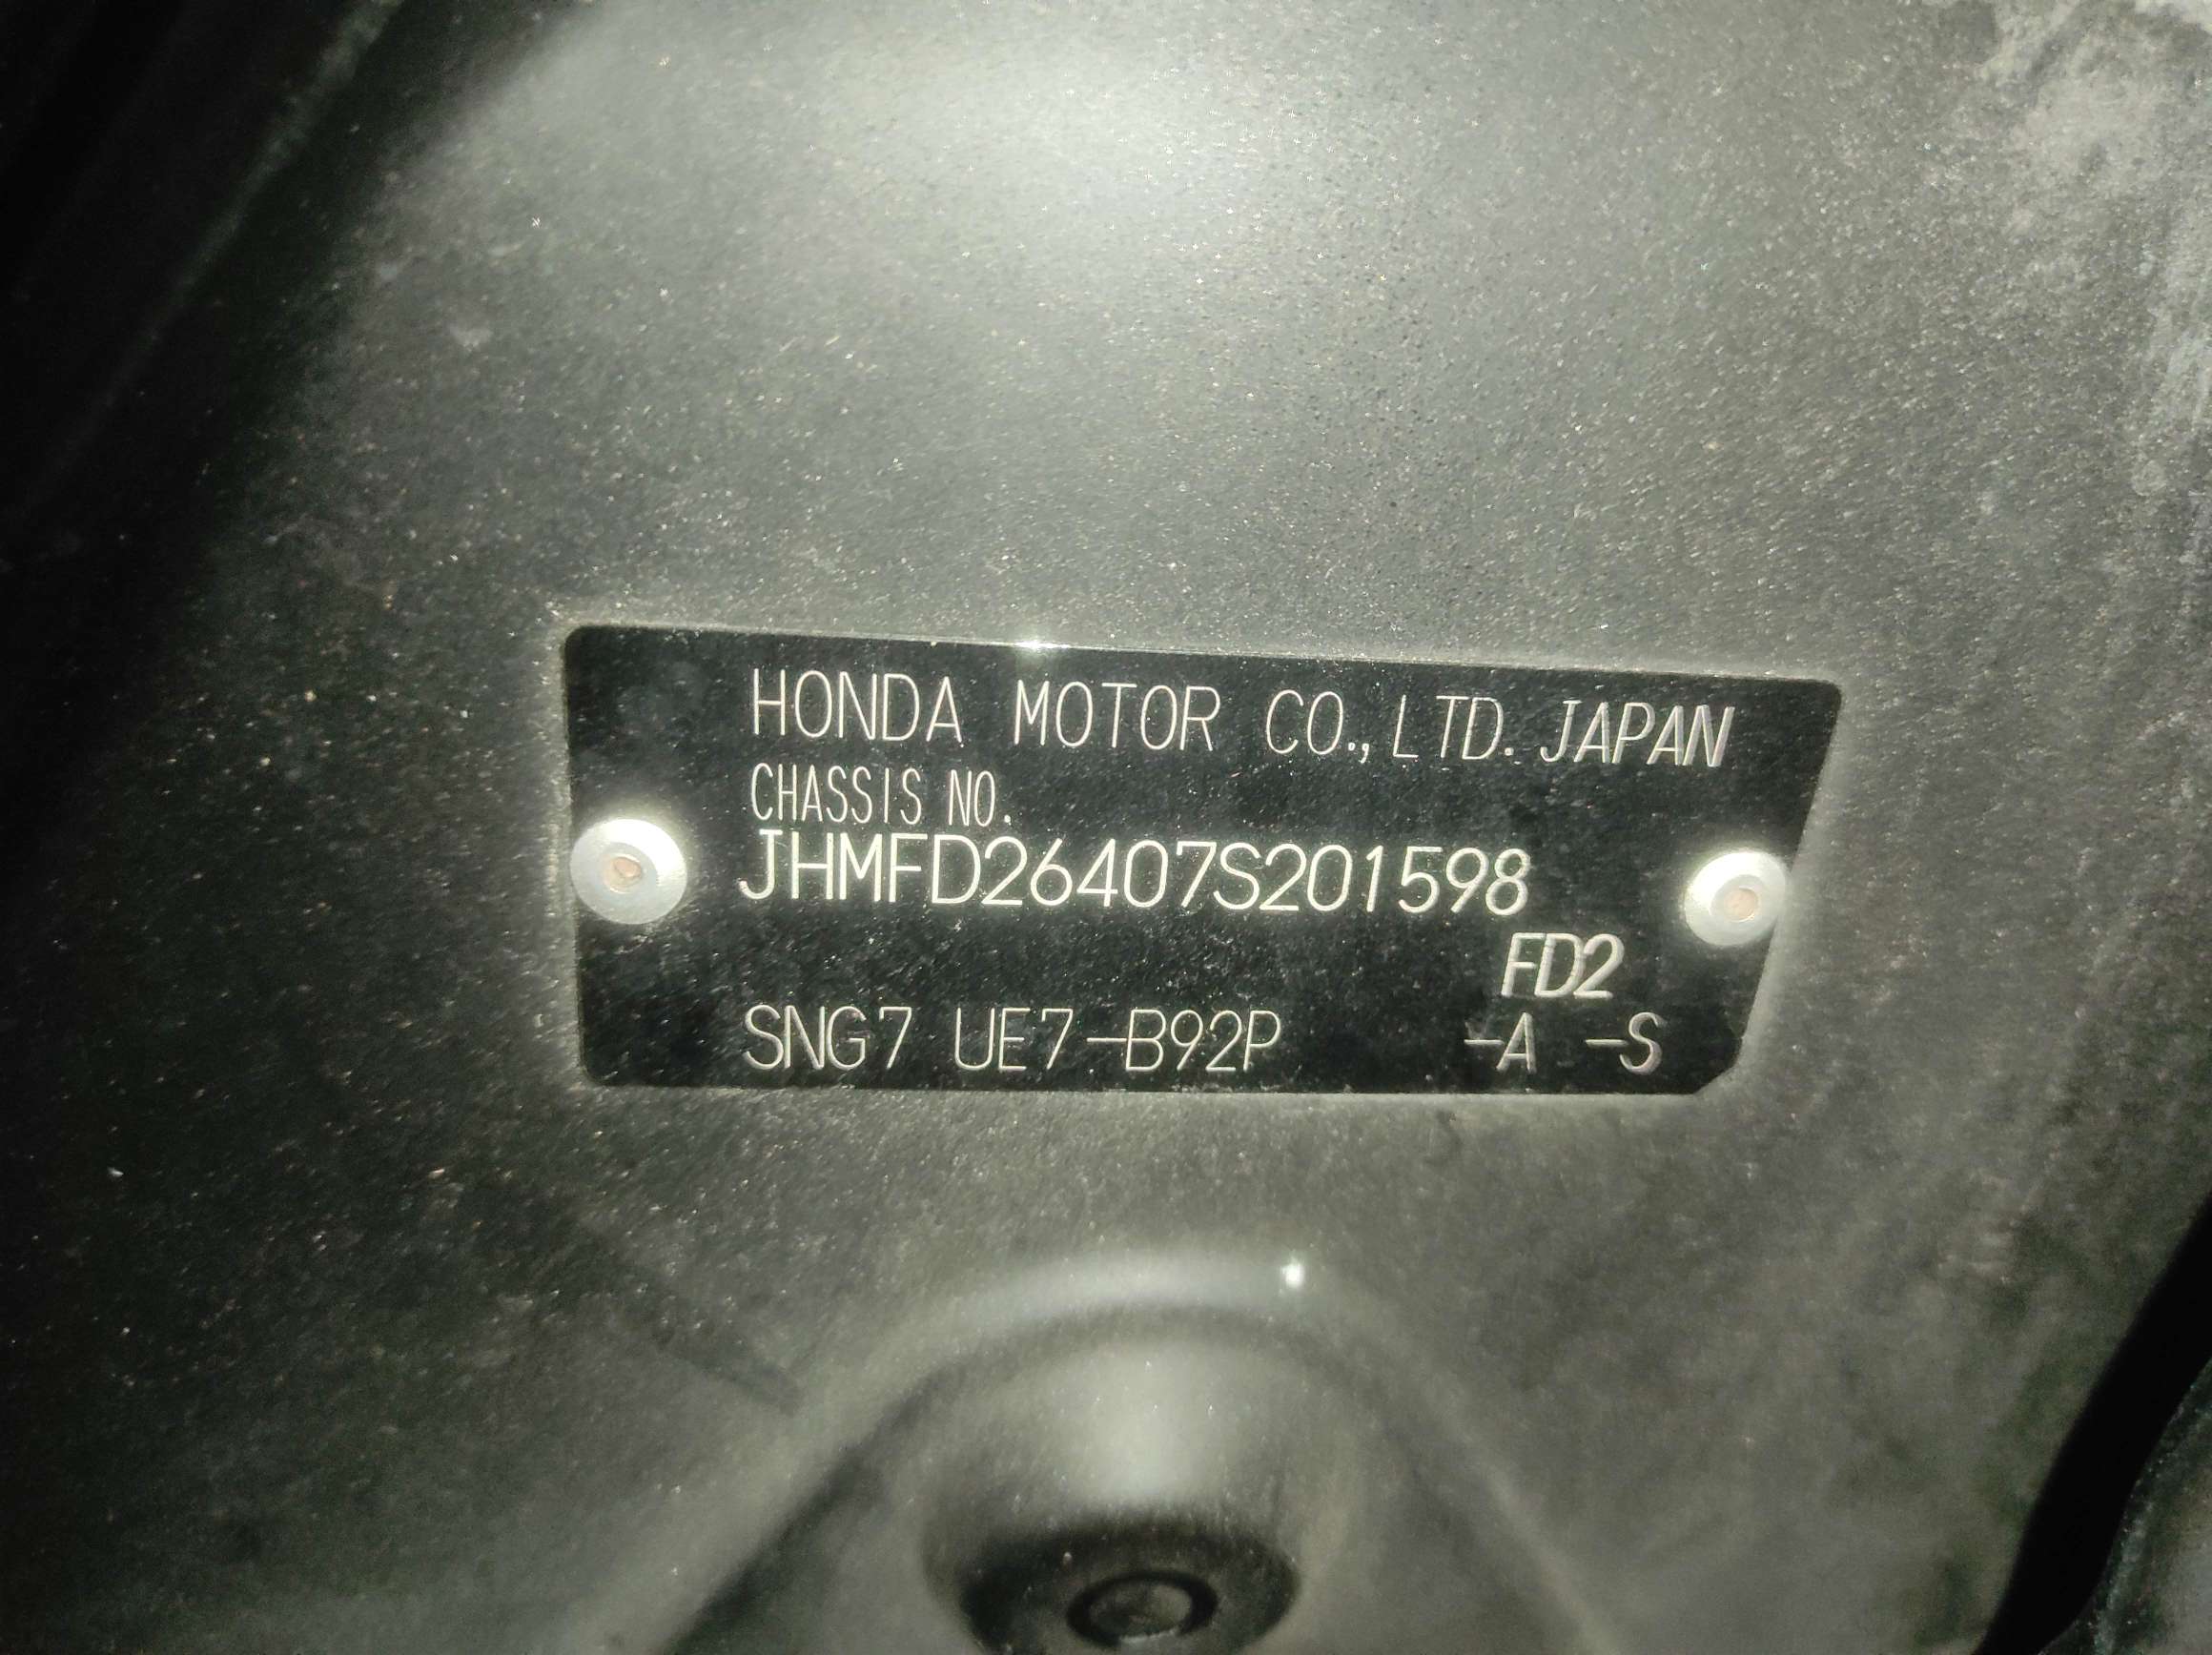 HONDA MOTOR CO., LTD. JAPAN
CHASSIS NO.
JHMFD26407S201598
FD2
SNG7 UE7-B92P -A -S